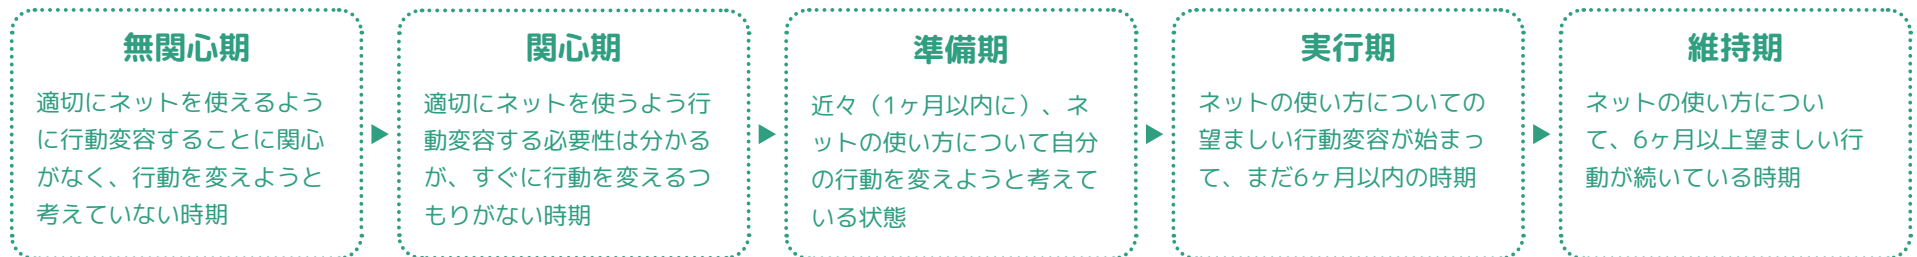 無関心期
適切にネットを使えるよう
に行動変容することに関心
がなく、行動を変えようと
考えていない時期
関心期
適切にネットを使うよう行
動変容する必要性は分かる
が、すぐに行動を変えるつ
もりがない時期
準備期
近々（1ヶ月以内に）、ネ
ットの使い方について自分
の行動を変えようと考えて
いる状態
実行期
ネットの使い方についての
望ましい行動変容が始まっ
て、まだ6ヶ月以内の時期
維持期
ネットの使い方につい
て、6ヶ月以上望ましい行
動が続いている時期